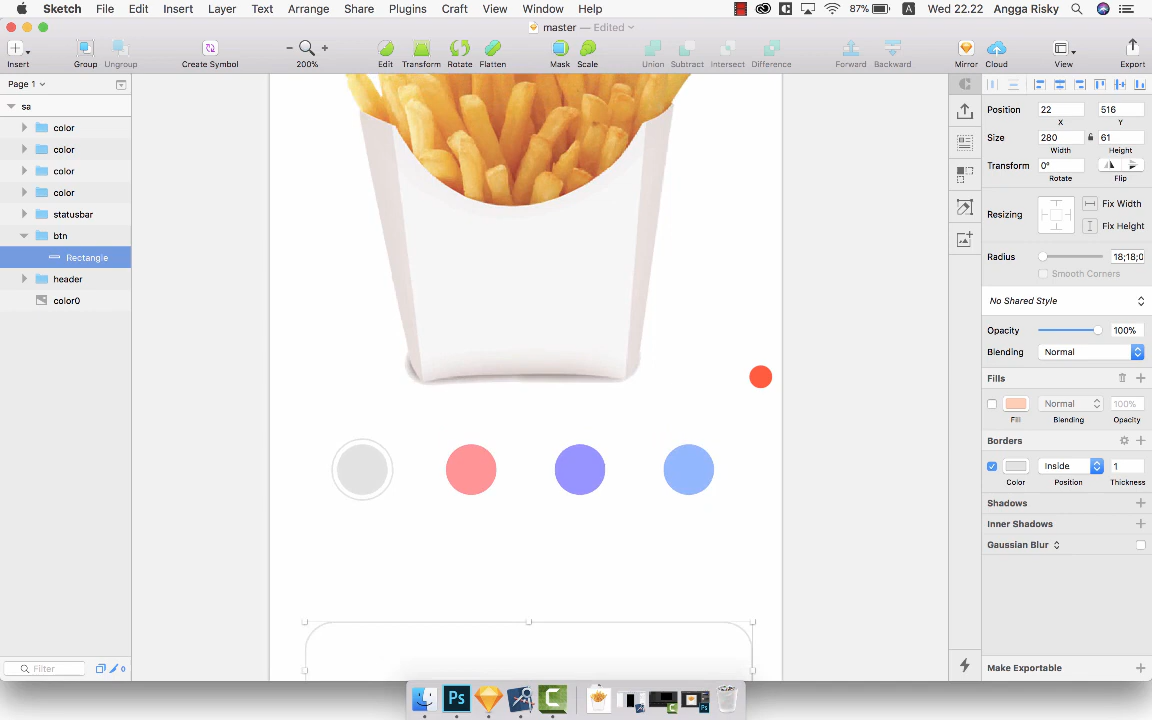 Sketch File Edit Insert Layer Text Arrange Share Plugins Craft View Window Help 87% A Wed 22.22 Angga Risky
master — Edited
Insert Group Ungroup Create Symbol 200% Edit Transform Rotate Flatten Mask Scale Union Subtract Intersect Difference Forward Backward Mirror Cloud View Export
Page 1
sa
color
color
color
color
statusbar
btn
Rectangle
header
color0
Filter 0
Position 22 516
X Y
Size 280 61
Width Height
Transform 0°
Rotate Flip
Resizing Fix Width
Fix Height
Radius 18;18;0
Smooth Corners
No Shared Style
Opacity 100%
Blending Normal
Fills
Normal 100%
Fill Blending Opacity
Borders
Inside 1
Color Position Thickness
Shadows
Inner Shadows
Gaussian Blur
Make Exportable
Ps
C